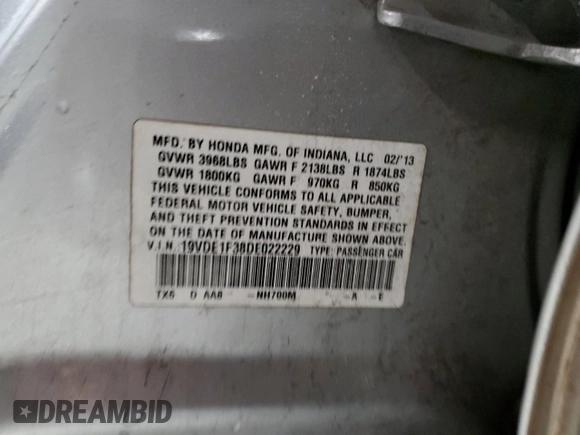 MFD. BY HONDA MFG. OF INDIANA, LLC 02/'13
GVWR 3968LBS GAWR F 2138LBS R 1874LBS
GVWR 1800KG GAWR F 970KG R 850KG
THIS VEHICLE CONFORMS TO ALL APPLICABLE
FEDERAL MOTOR VEHICLE SAFETY, BUMPER,
AND THEFT PREVENTION STANDARDS IN EFFECT
ON THE DATE OF MANUFACTURE SHOWN ABOVE.
V.I.N. 19VDE1F38DE022229 TYPE: PASSENGER CAR
TX6 D AA0 -NH700M -A -E
DREAMBID